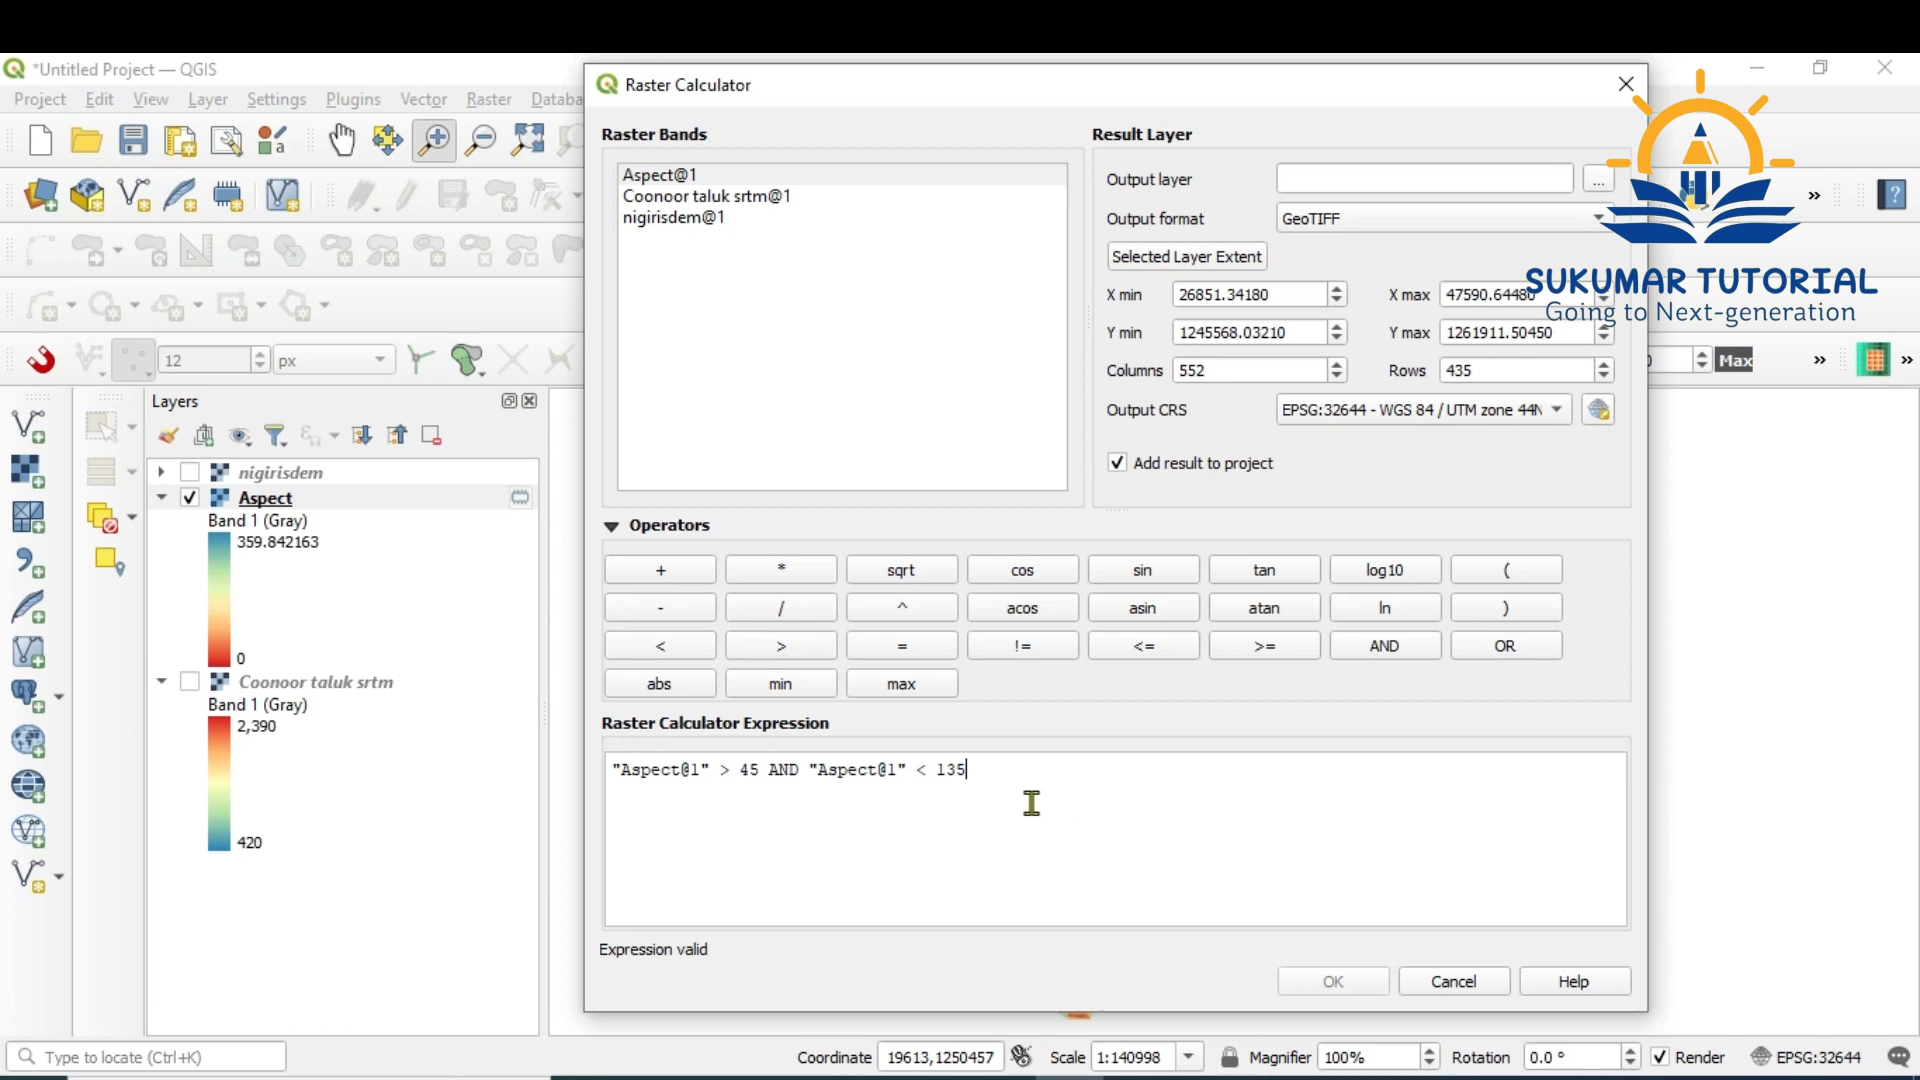 *Untitled Project — QGIS
Project Edit View Layer Settings Plugins Vector Raster Databa
12 px
Layers
nigirisdem
Aspect
Band 1 (Gray)
359.842163
0
Coonoor taluk srtm
Band 1 (Gray)
2,390
420
Raster Calculator
Raster Bands
Aspect@1
Coonoor taluk srtm@1
nigirisdem@1
Result Layer
Output layer ...
Output format GeoTIFF
Selected Layer Extent
X min 26851.34180 X max 47590.64480
Y min 1245568.03210 Y max 1261911.50450
Columns 552 Rows 435
Output CRS EPSG:32644 - WGS 84 / UTM zone 44N
Add result to project
Operators
+ * sqrt cos sin tan log10 (
- / ^ acos asin atan ln )
< > = != <= >= AND OR
abs min max
Raster Calculator Expression
"Aspect@1" > 45 AND "Aspect@1" < 135
Expression valid
OK Cancel Help
SUKUMAR TUTORIAL
Going to Next-generation
Max
Type to locate (Ctrl+K)
Coordinate 19613,1250457 Scale 1:140998 Magnifier 100% Rotation 0.0 ° Render EPSG:32644